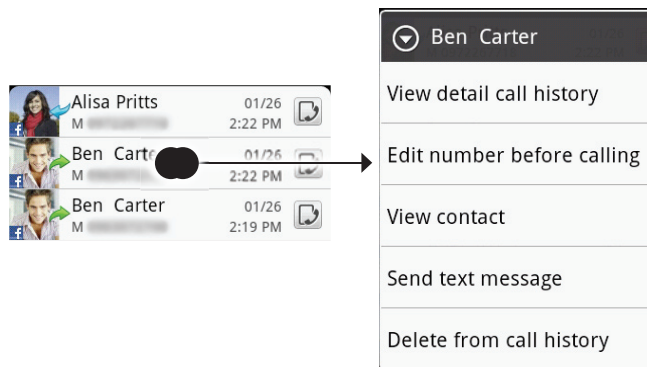 Alisa Pritts 01/26
M 2:22 PM
Ben Carte 01/26
M 2:22 PM
Ben Carter 01/26
M 2:19 PM
Ben Carter
View detail call history
Edit number before calling
View contact
Send text message
Delete from call history